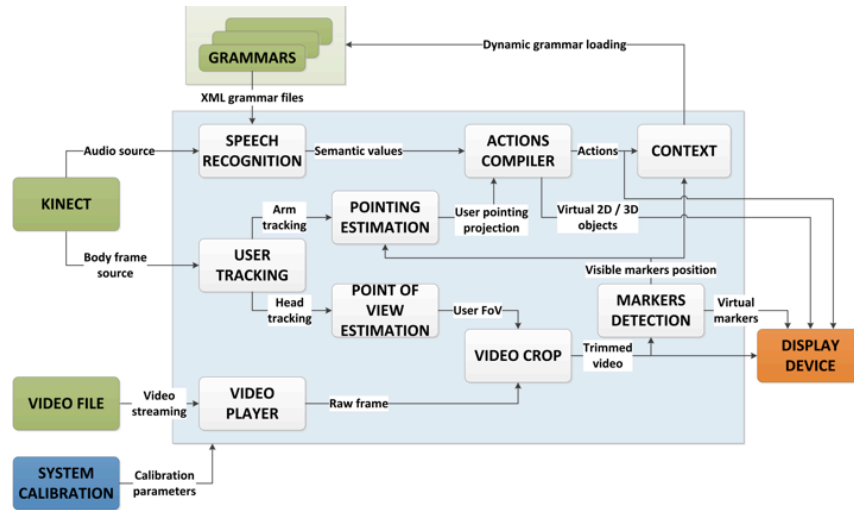 GRAMMARS
Dynamic grammar loading
XML grammar files
Audio source
SPEECH
RECOGNITION
Semantic values
ACTIONS
COMPILER
Actions
CONTEXT
KINECT
Arm
tracking
POINTING
ESTIMATION
User pointing
projection
Virtual 2D / 3D
objects
Body frame
source
USER
TRACKING
Visible markers position
Head
tracking
POINT OF
VIEW
ESTIMATION
User FoV
MARKERS
DETECTION
Virtual
markers
VIDEO CROP
Trimmed
video
DISPLAY
DEVICE
VIDEO FILE
Video
streaming
VIDEO
PLAYER
Raw frame
SYSTEM
CALIBRATION
Calibration
parameters